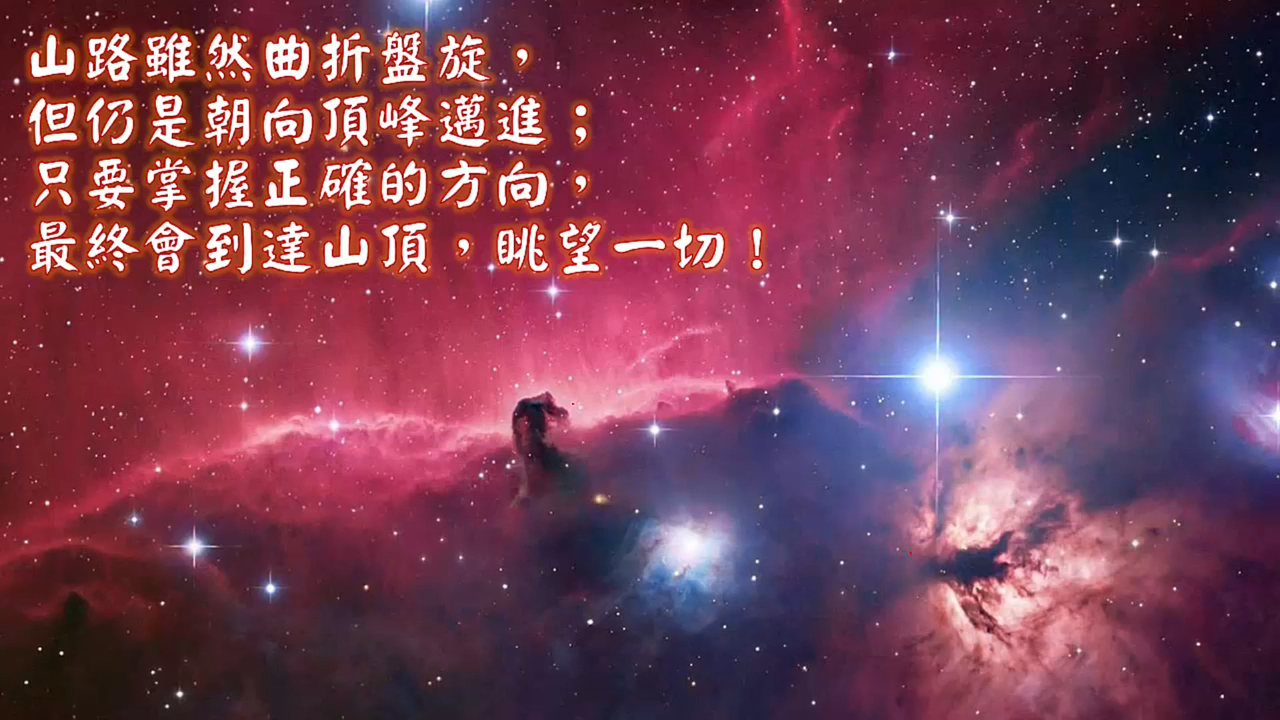 山路雖然曲折盤旋，
但仍是朝向頂峰邁進；
只要掌握正確的方向，
最終會到達山頂，眺望一切！